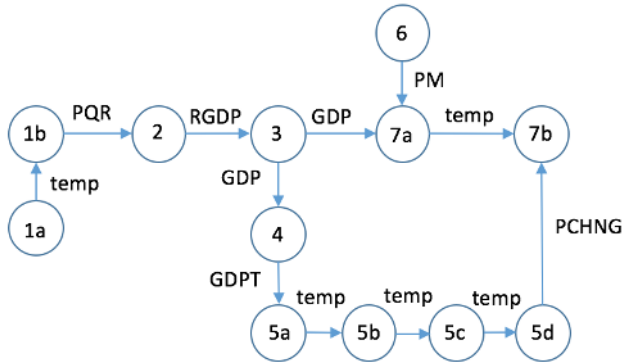 6
PM
PQR RGDP GDP temp
1b 2 3 7a 7b
temp GDP
1a 4 PCHNG
GDPT temp temp temp
5a 5b 5c 5d